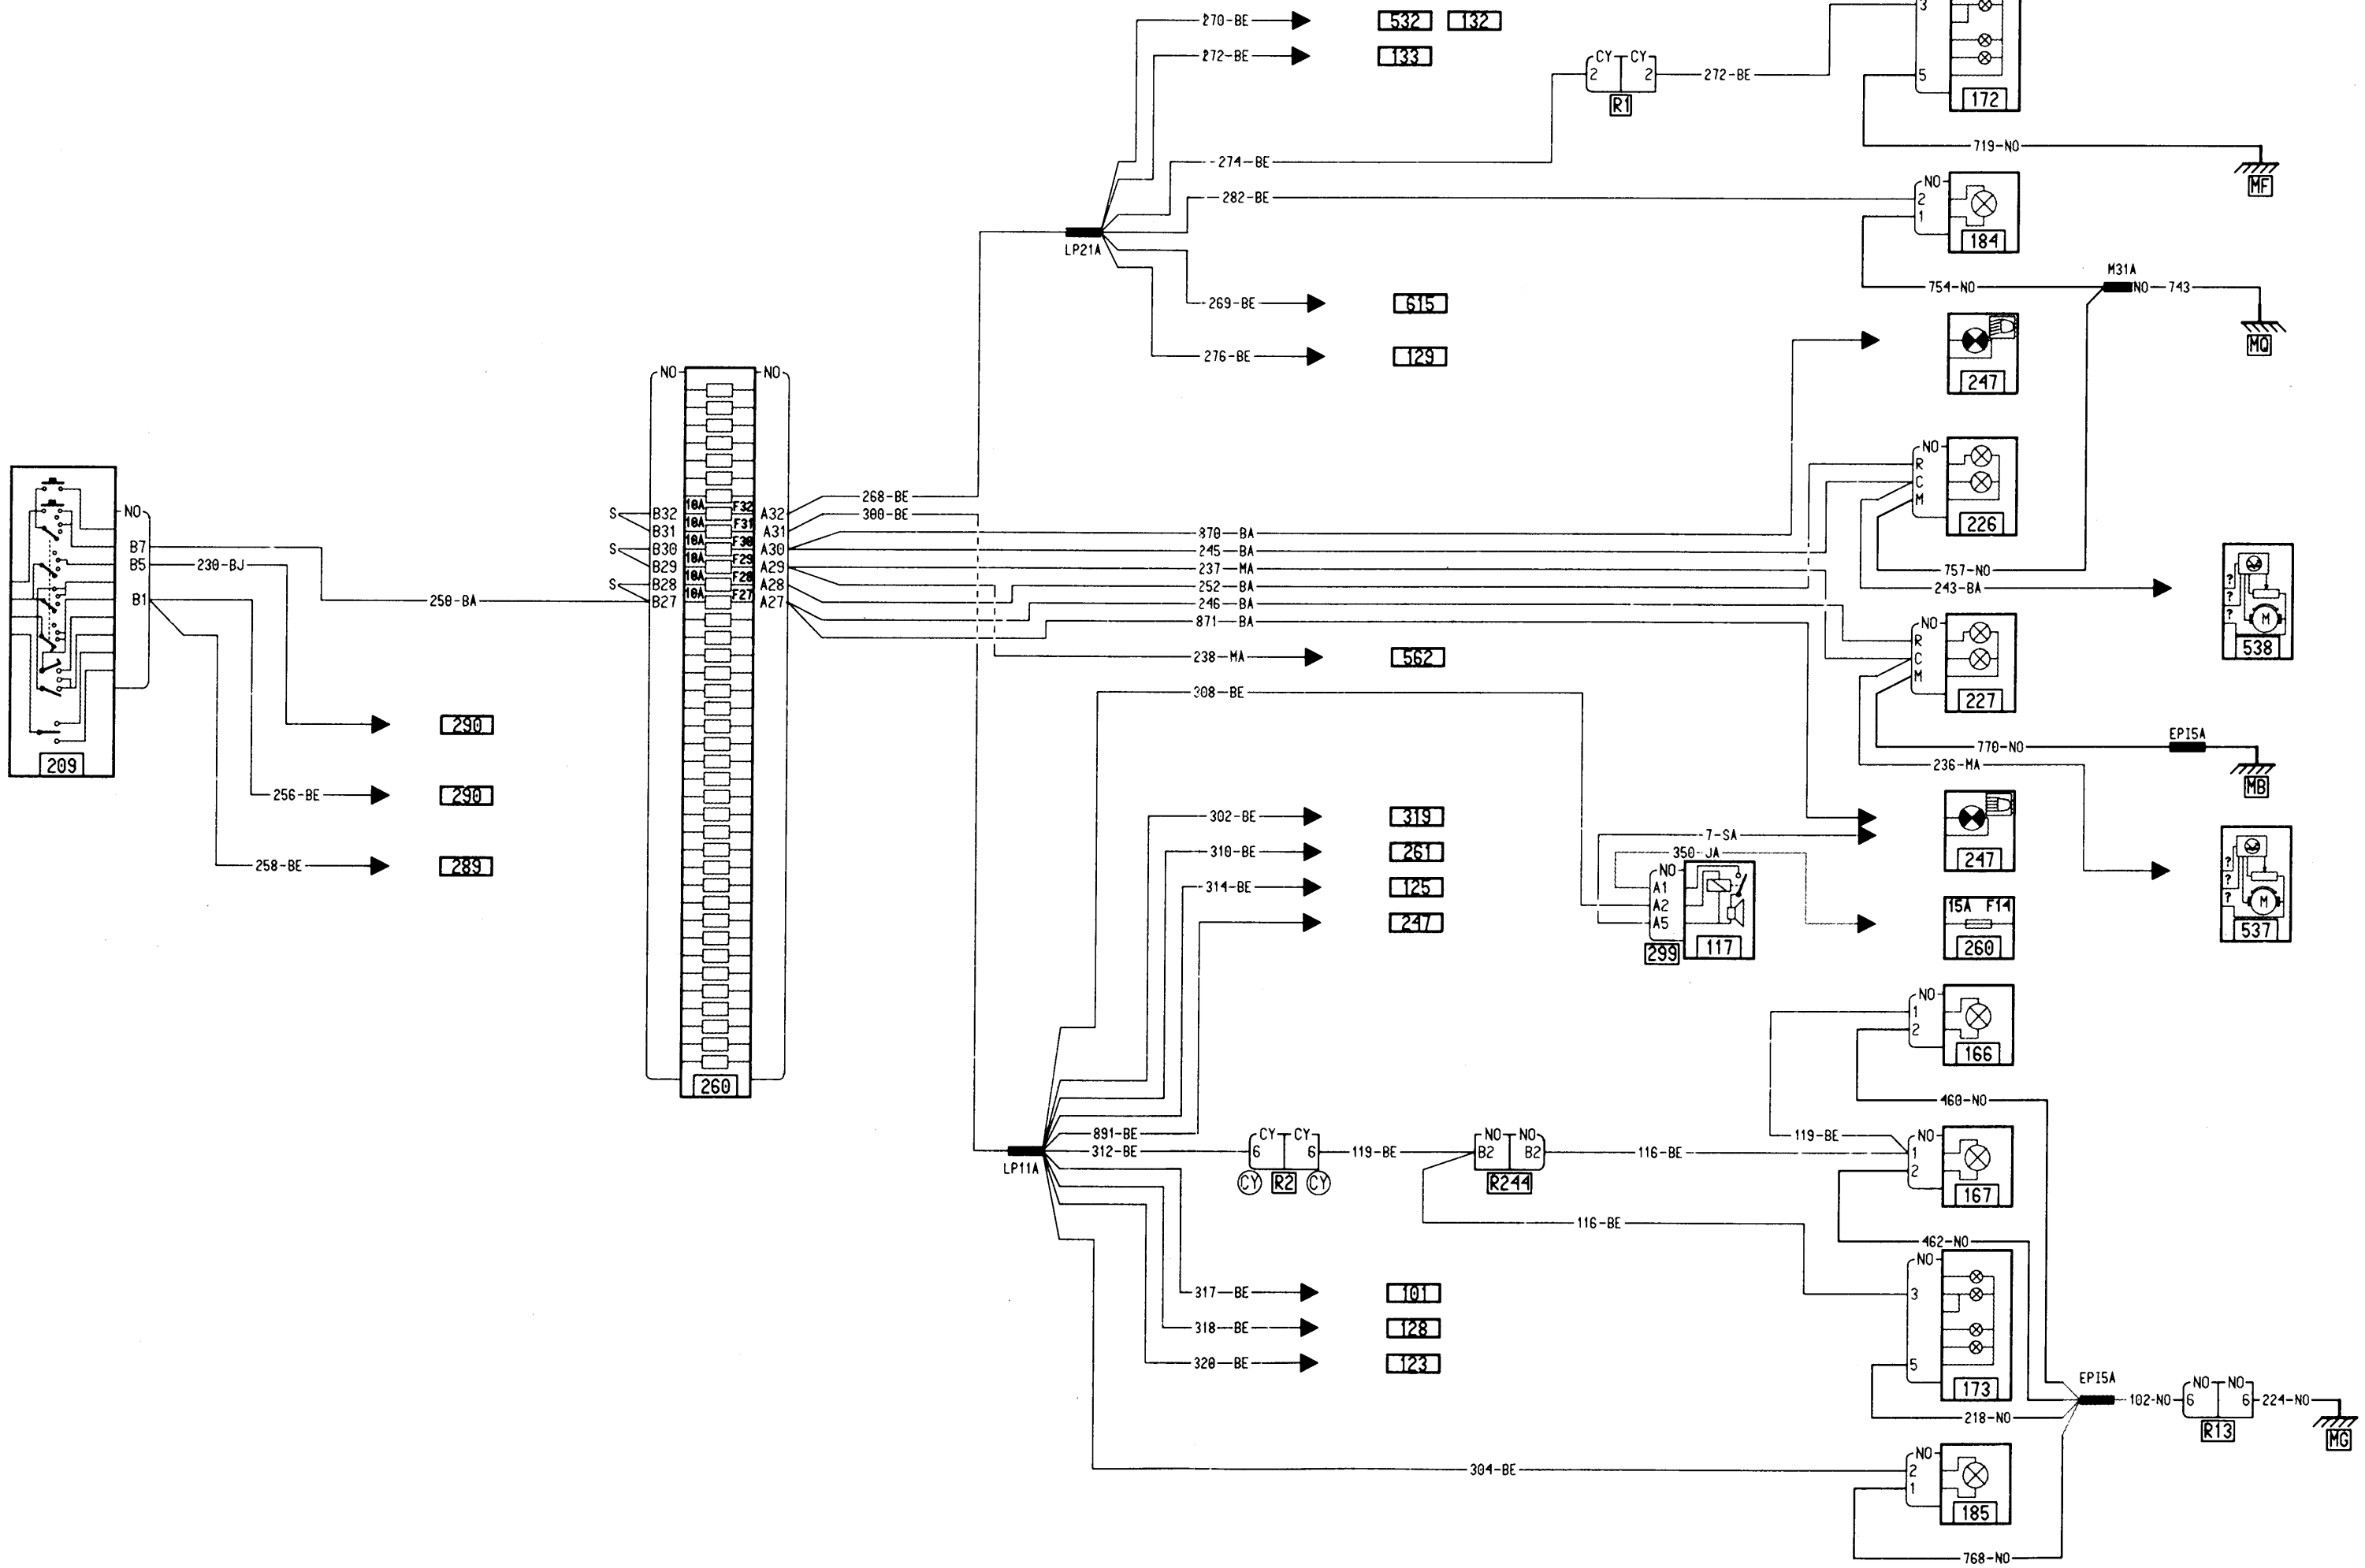 270-BE 532 132
272-BE 133
3
CY CY
2 2 272-BE
R1
5
172
719-NO
MF
274-BE
282-BE
NO
2
1
184
LP21A
M31A
754-NO NO 743
MQ
269-BE 615
276-BE 129
247
NO NO
NO
R
C
M
226
268-BE
300-BE
S B32 10A F32 A32
B31 10A F31 A31
S B30 10A F30 A30
B29 10A F29 A29
S B28 10A F28 A28
B27 10A F27 A27
870-BA
245-BA
237-MA
252-BA
246-BA
871-BA
238-MA 562
NO
B7
B5 230-BJ
B1
250-BA
209
290
256-BE 290
258-BE 289
260
757-NO
243-BA
?
?
?
M
538
NO
R
C
M
227
308-BE
770-NO EPI5A
236-MA
MB
302-BE 319
310-BE 261
314-BE 125
247
7-SA
350-JA
NO
A1
A2
A5
299 117
247
15A F14
260
?
?
?
M
537
NO
1
2
166
460-NO
891-BE
312-BE
LP11A
CY CY
6 6
CY R2 CY
119-BE
NO NO
B2 B2
R244
116-BE
119-BE
NO
1
2
167
116-BE
462-NO
NO
3
5
173
317-BE 101
318-BE 128
320-BE 123
218-NO
EPI5A
102-NO
NO NO
6 6
R13
224-NO
MG
304-BE
NO
2
1
185
768-NO